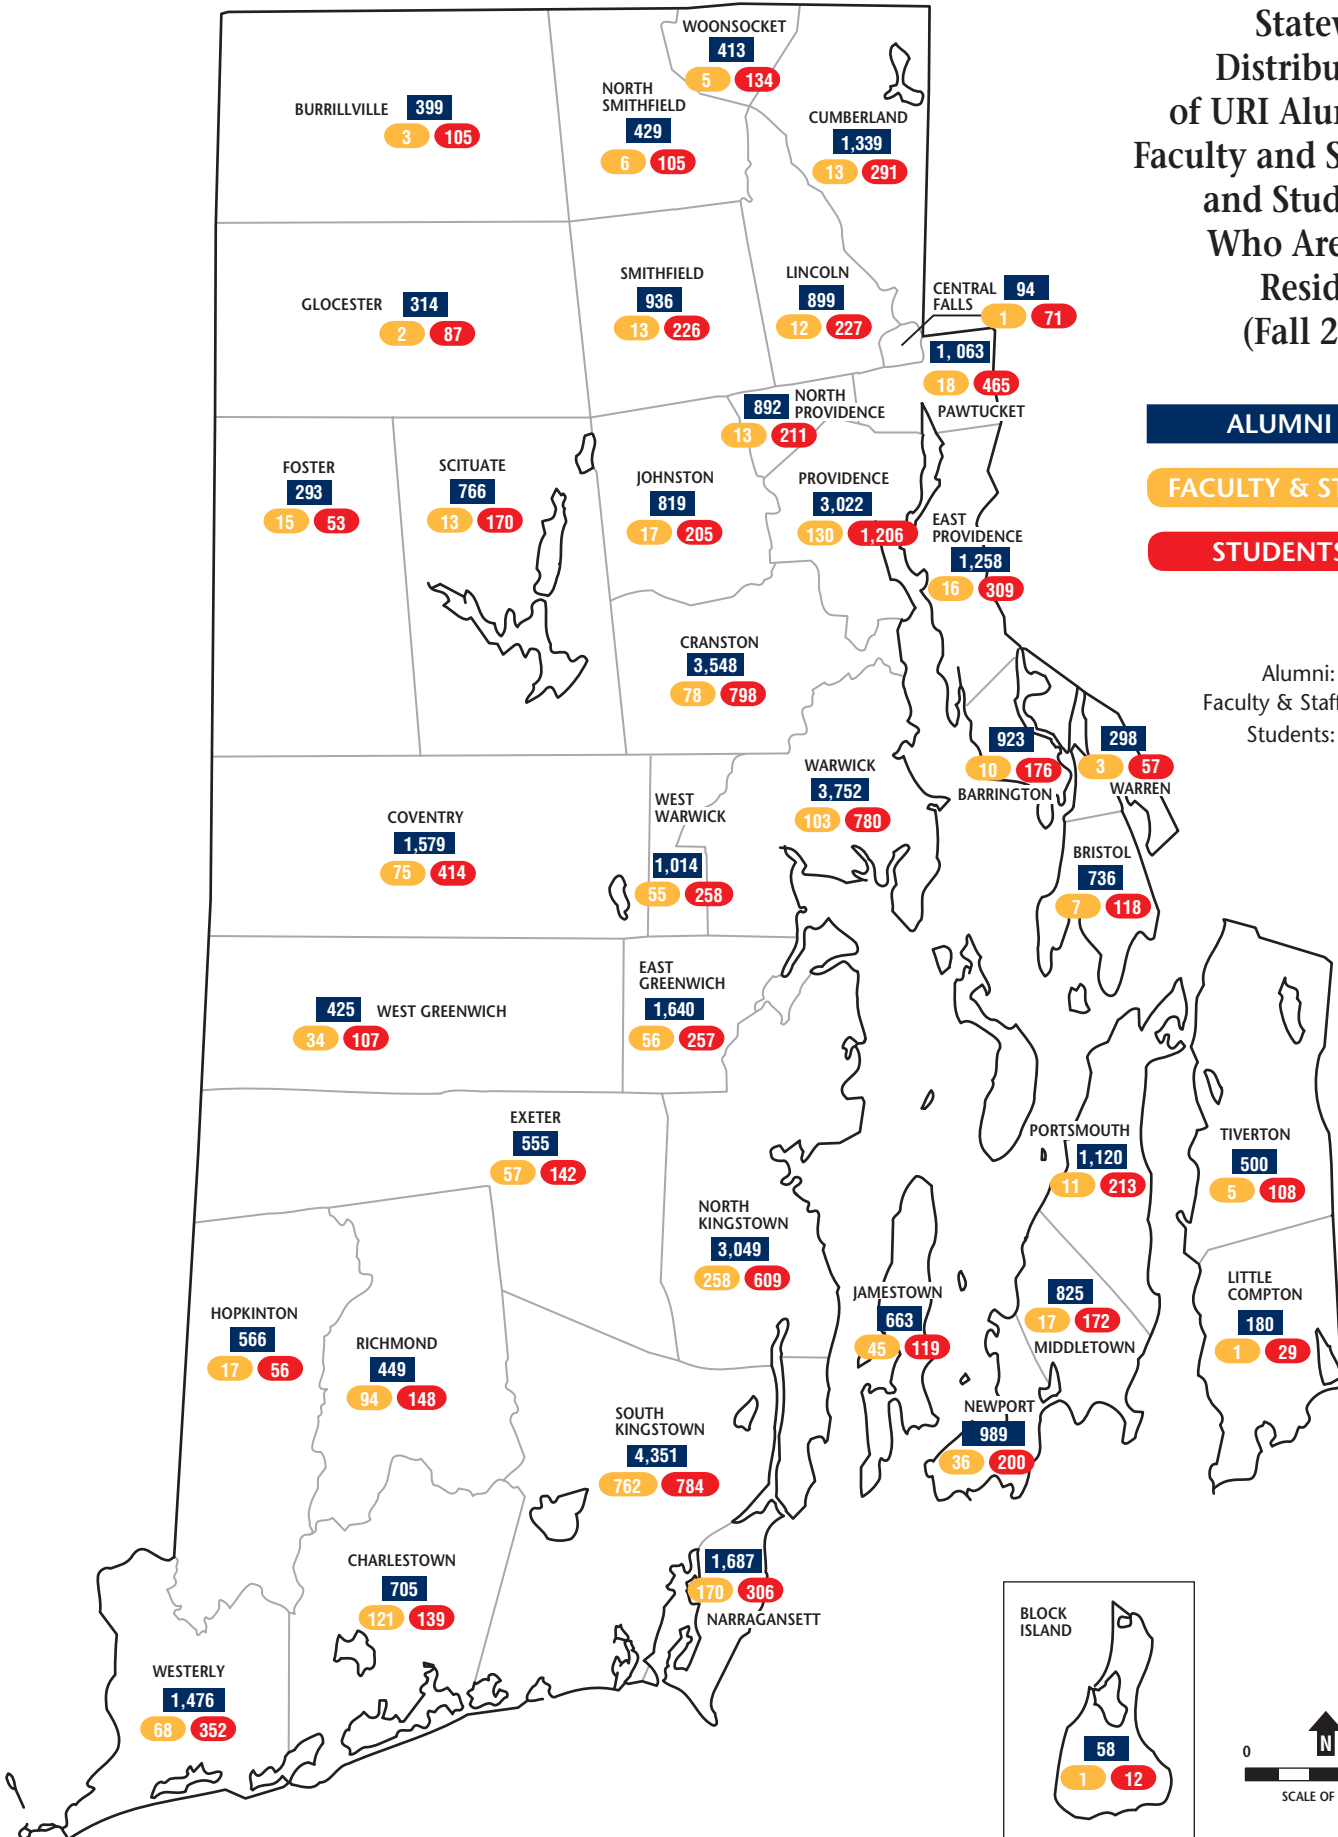 Distribu
of URI Alu
Faculty and S
and Stud
Who Are
Resid
(Fall 2
ALUMNI
FACULTY & ST
STUDENTS
Alumni:
Faculty & Staff
Students:
WOONSOCKET
413
5 134
BURRILLVILLE 399
3 105
NORTH
SMITHFIELD
429
6 105
CUMBERLAND
1,339
13 291
GLOCESTER 314
2 87
SMITHFIELD
936
13 226
LINCOLN
899
12 227
CENTRAL
FALLS
94
1 71
1, 063
18 465
PAWTUCKET
892
NORTH
PROVIDENCE
13 211
FOSTER
293
15 53
SCITUATE
766
13 170
JOHNSTON
819
17 205
PROVIDENCE
3,022
130 1,206
EAST
PROVIDENCE
1,258
16 309
CRANSTON
3,548
78 798
923
10 176
BARRINGTON
298
3 57
WARREN
WARWICK
3,752
103 780
WEST
WARWICK
1,014
55 258
COVENTRY
1,579
75 414
BRISTOL
736
7 118
425 WEST GREENWICH
34 107
EAST
GREENWICH
1,640
56 257
EXETER
555
57 142
PORTSMOUTH
1,120
11 213
TIVERTON
500
5 108
NORTH
KINGSTOWN
3,049
258 609
JAMESTOWN
663
45 119
825
17 172
MIDDLETOWN
LITTLE
COMPTON
180
1 29
HOPKINTON
566
17 56
RICHMOND
449
94 148
SOUTH
KINGSTOWN
4,351
762 784
NEWPORT
989
36 200
CHARLESTOWN
705
121 139
1,687
170 306
NARRAGANSETT
WESTERLY
1,476
68 352
BLOCK
ISLAND
58
1 12
N
0
SCALE OF